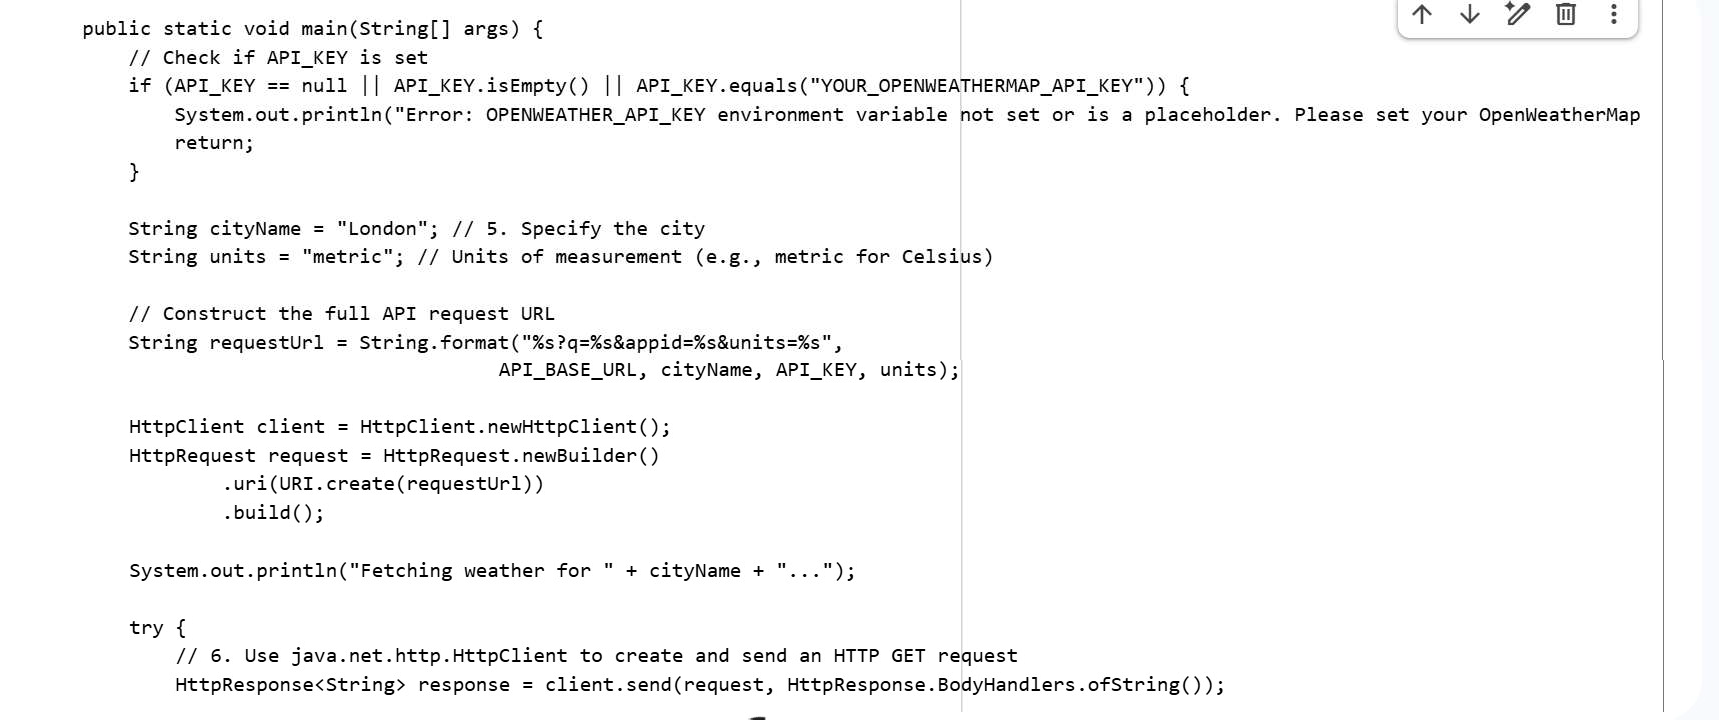 public static void main(String[] args) {
// Check if API_KEY is set
if (API_KEY == null || API_KEY.isEmpty() || API_KEY.equals("YOUR_OPENWEATHERMAP_API_KEY")) {
System.out.println("Error: OPENWEATHER_API_KEY environment variable not set or is a placeholder. Please set your OpenWeatherMap
return;
}
String cityName = "London"; // 5. Specify the city
String units = "metric"; // Units of measurement (e.g., metric for Celsius)
// Construct the full API request URL
String requestUrl = String.format("%s?q=%s&appid=%s&units=%s",
API_BASE_URL, cityName, API_KEY, units);
HttpClient client = HttpClient.newHttpClient();
HttpRequest request = HttpRequest.newBuilder()
.uri(URI.create(requestUrl))
.build();
System.out.println("Fetching weather for " + cityName + "...");
try {
// 6. Use java.net.http.HttpClient to create and send an HTTP GET request
HttpResponse<String> response = client.send(request, HttpResponse.BodyHandlers.ofString());